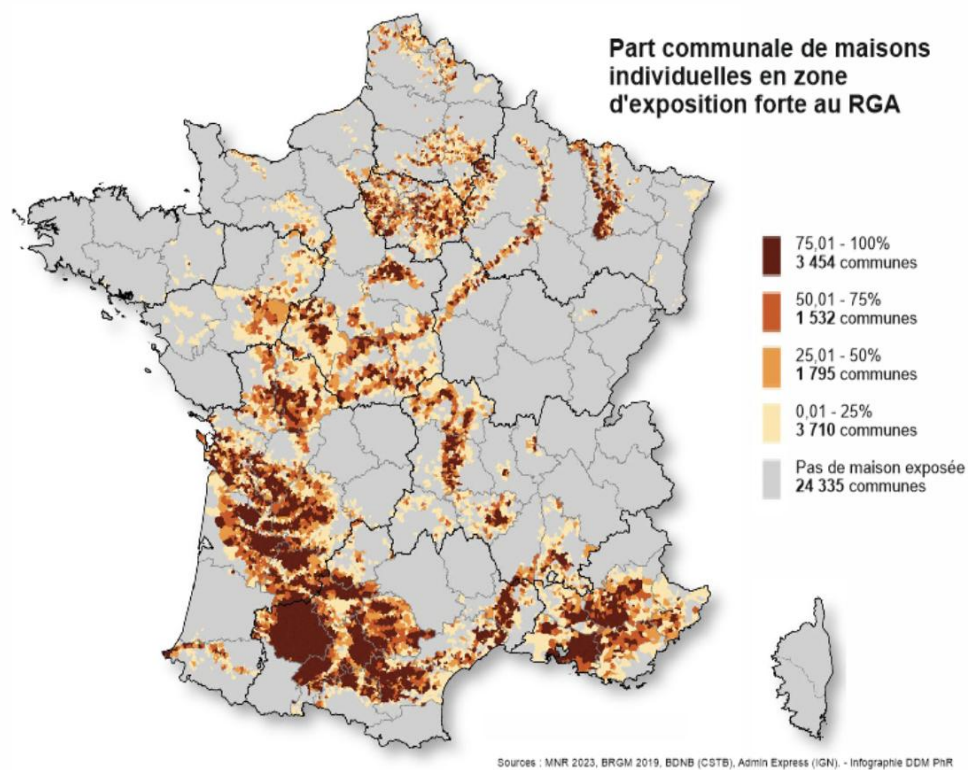 Part communale de maisons
individuelles en zone
d'exposition forte au RGA
75,01 - 100%
3 454 communes
50,01 - 75%
1 532 communes
25,01 - 50%
1 795 communes
0,01 - 25%
3 710 communes
Pas de maison exposée
24 335 communes
Sources : MNR 2023, BRGM 2019, BDNB (CSTB), Admin Express (IGN). - Infographie DDM PhR